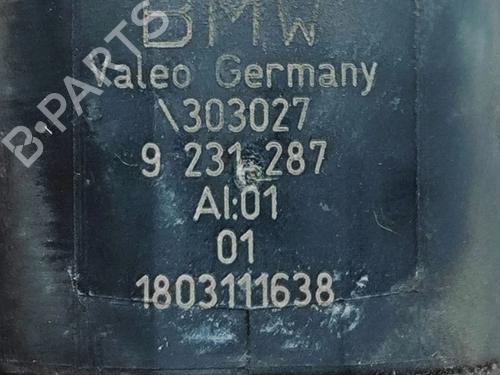 BMW
Valeo Germany
\303027
9 231 287
AI:01
01
1803111638
B-PARTS